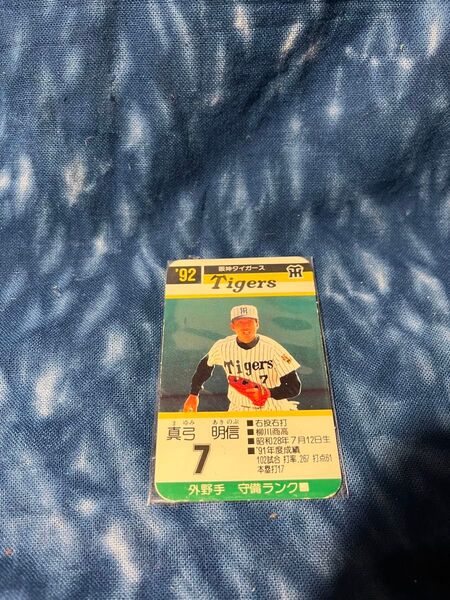 '92
阪神タイガース
Tigers
Tigers
7
まゆみ あきのぶ
真弓 明信
7
■右投右打
■柳川商高
■昭和28年7月12日生
■'91年度成績
102試合 打率.267 打点61
本塁打17
外野手 守備ランク